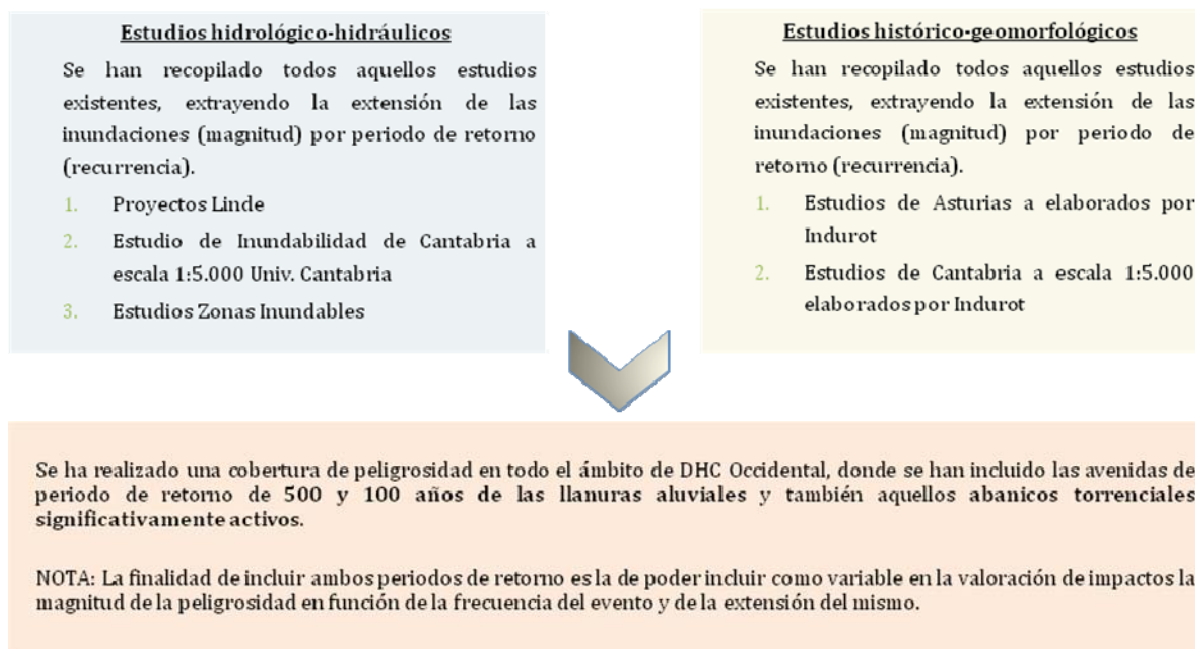 Estudios hidrológico-hidráulicos
Se han recopilado todos aquellos estudios
existentes, extrayendo la extensión de las
inundaciones (magnitud) por periodo de retorno
(recurrencia).
1. Proyectos Linde
2. Estudio de Inundabilidad de Cantabria a
escala 1:5.000 Univ. Cantabria
3. Estudios Zonas Inundables
Estudios histórico-geomorfológicos
Se han recopilado todos aquellos estudios
existentes, extrayendo la extensión de las
inundaciones (magnitud) por periodo de
retorno (recurrencia).
1. Estudios de Asturias a elaborados por
Indurot
2. Estudios de Cantabria a escala 1:5.000
elaborados por Indurot
Se ha realizado una cobertura de peligrosidad en todo el ámbito de DHC Occidental, donde se han incluido las avenidas de
periodo de retorno de 500 y 100 años de las llanuras aluviales y también aquellos abanicos torrenciales
significativamente activos.
NOTA: La finalidad de incluir ambos periodos de retorno es la de poder incluir como variable en la valoración de impactos la
magnitud de la peligrosidad en función de la frecuencia del evento y de la extensión del mismo.